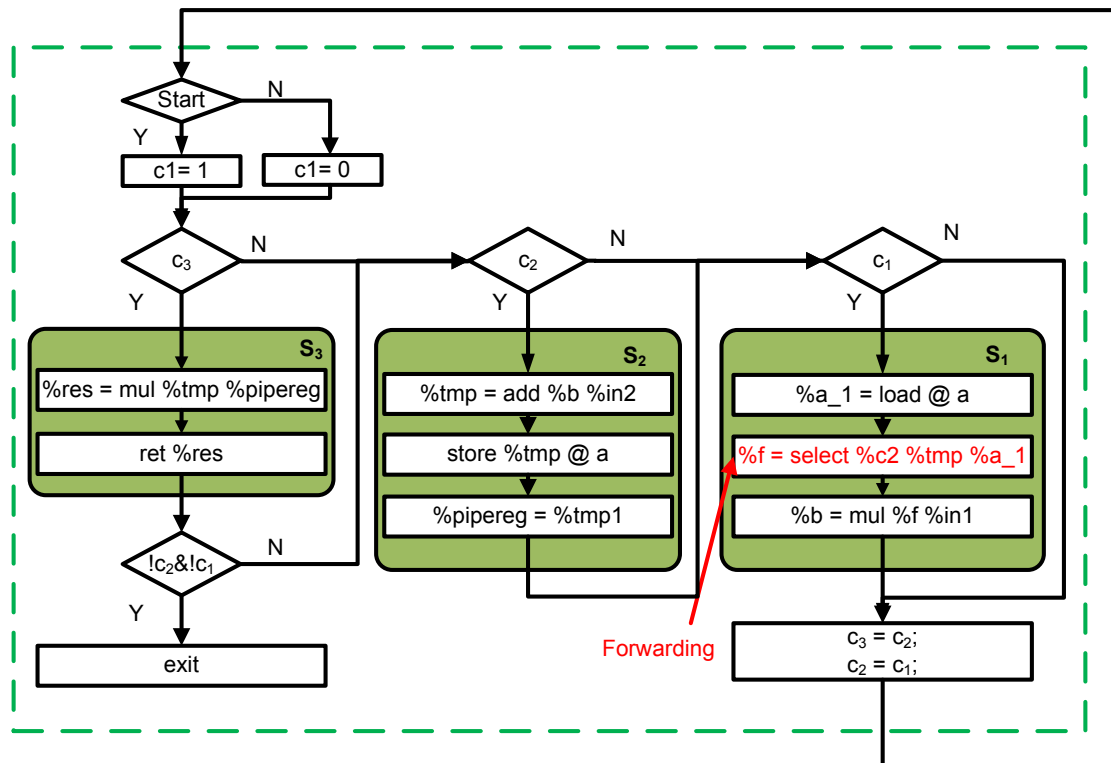 Start
N
Y
c1= 1
c1= 0
c₃
N
Y
c₂
N
Y
c₁
N
Y
S₃
%res = mul %tmp %pipereg
ret %res
S₂
%tmp = add %b %in2
store %tmp @ a
%pipereg = %tmp1
S₁
%a_1 = load @ a
%f = select %c2 %tmp %a_1
%b = mul %f %in1
!c₂&!c₁
N
Y
exit
Forwarding
c₃ = c₂;
c₂ = c₁;